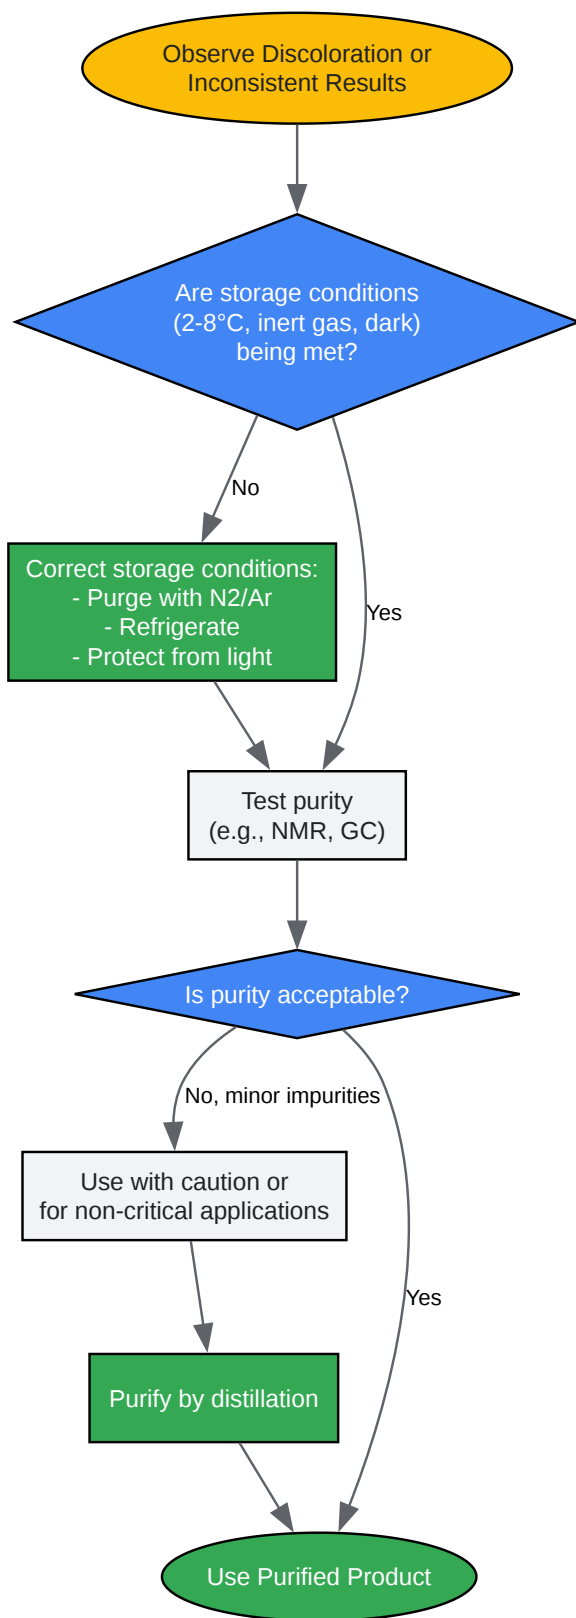 Observe Discoloration or
Inconsistent Results
Are storage conditions
(2-8°C, inert gas, dark)
being met?
No
Correct storage conditions:
- Purge with N2/Ar
- Refrigerate
- Protect from light
Yes
Test purity
(e.g., NMR, GC)
Is purity acceptable?
No, minor impurities
Use with caution or
for non-critical applications
Yes
Purify by distillation
Use Purified Product